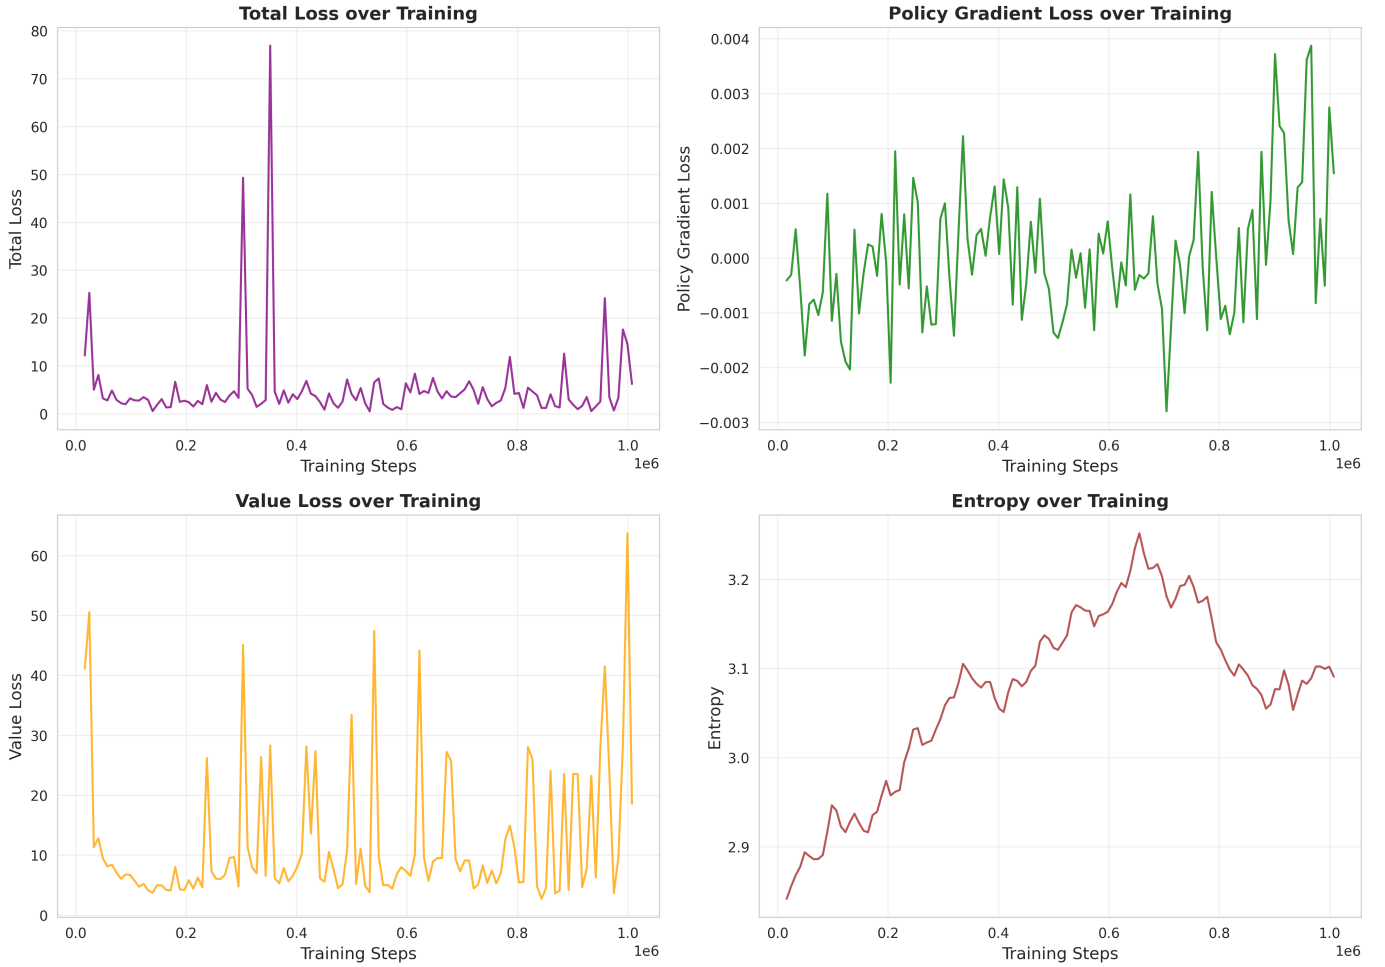 Total Loss over Training
Total Loss
80
70
60
50
40
30
20
10
0
0.0 0.2 0.4 0.6 0.8 1.0
1e6
Training Steps
Policy Gradient Loss over Training
Policy Gradient Loss
0.004
0.003
0.002
0.001
0.000
−0.001
−0.002
−0.003
0.0 0.2 0.4 0.6 0.8 1.0
1e6
Training Steps
Value Loss over Training
Value Loss
60
50
40
30
20
10
0
0.0 0.2 0.4 0.6 0.8 1.0
1e6
Training Steps
Entropy over Training
Entropy
3.2
3.1
3.0
2.9
0.0 0.2 0.4 0.6 0.8 1.0
1e6
Training Steps